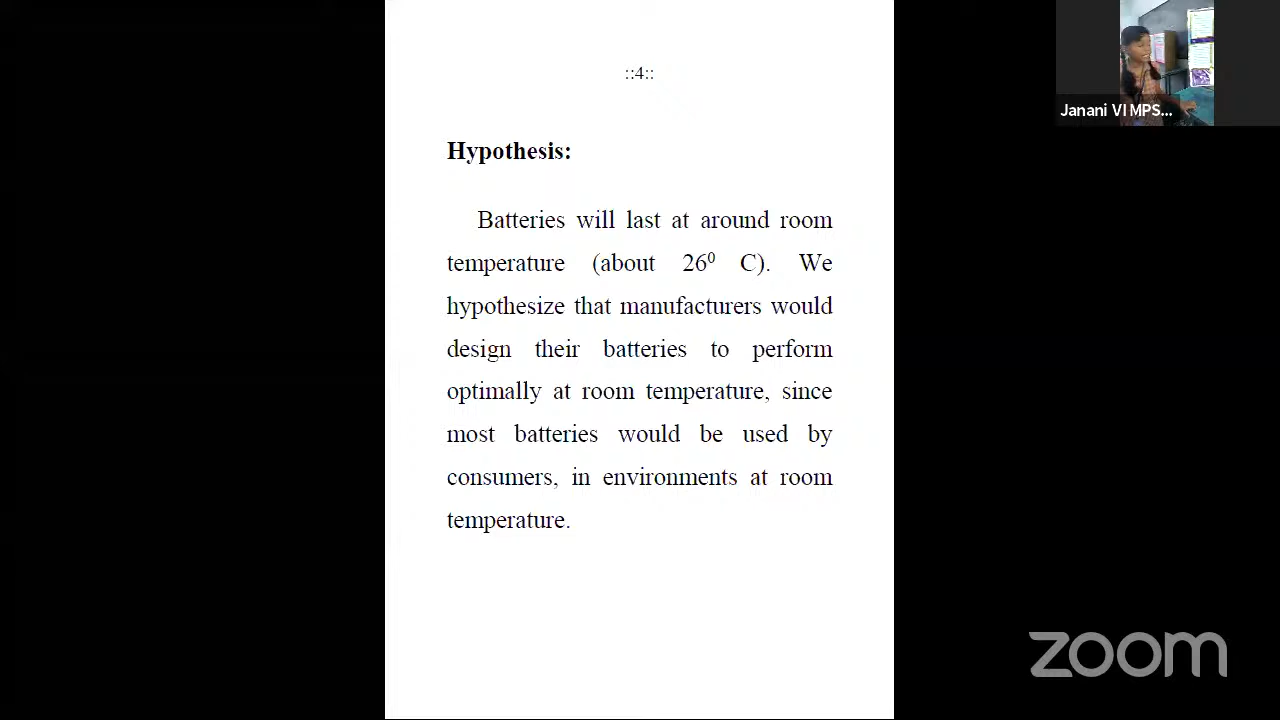 ::4::
Hypothesis:
Batteries will last at around room
temperature (about 26⁰ C). We
hypothesize that manufacturers would
design their batteries to perform
optimally at room temperature, since
most batteries would be used by
consumers, in environments at room
temperature.
Janani VI MPS...
zoom